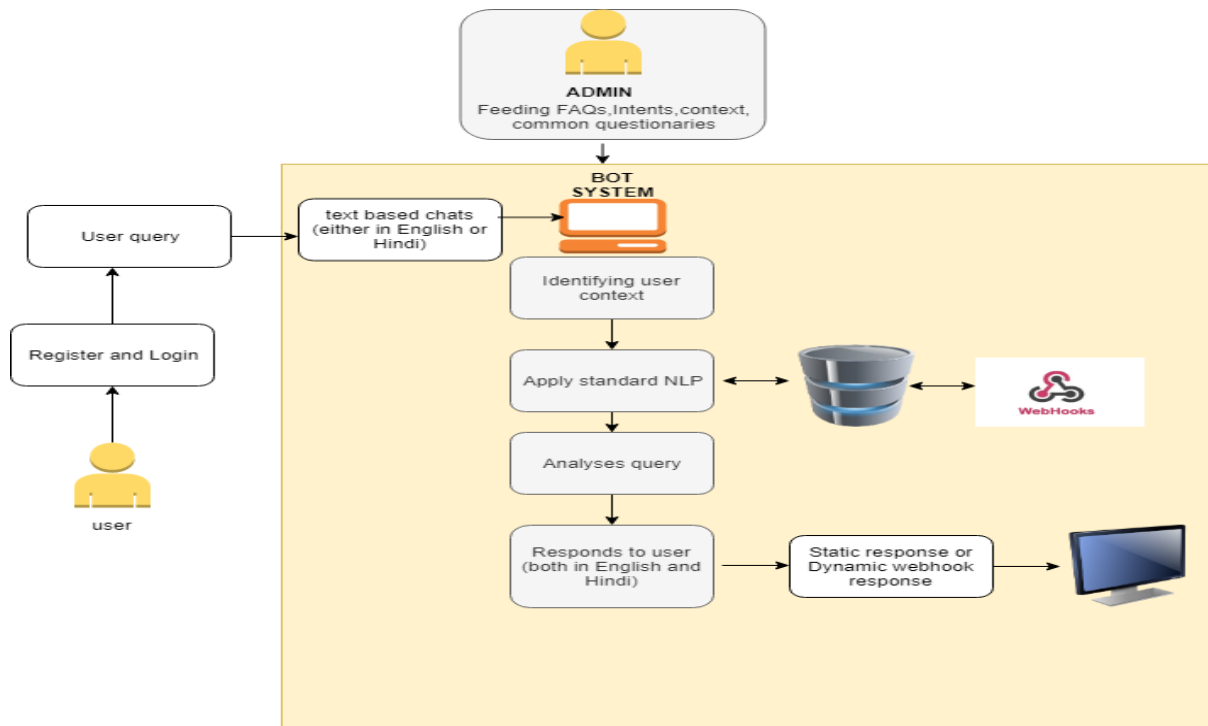 ADMIN
Feeding FAQs,Intents,context,
common questionaries
BOT
SYSTEM
text based chats
(either in English or
Hindi)
User query
Identifying user
context
Register and Login
Apply standard NLP
WebHooks
Analyses query
user
Responds to user
(both in English and
Hindi)
Static response or
Dynamic webhook
response